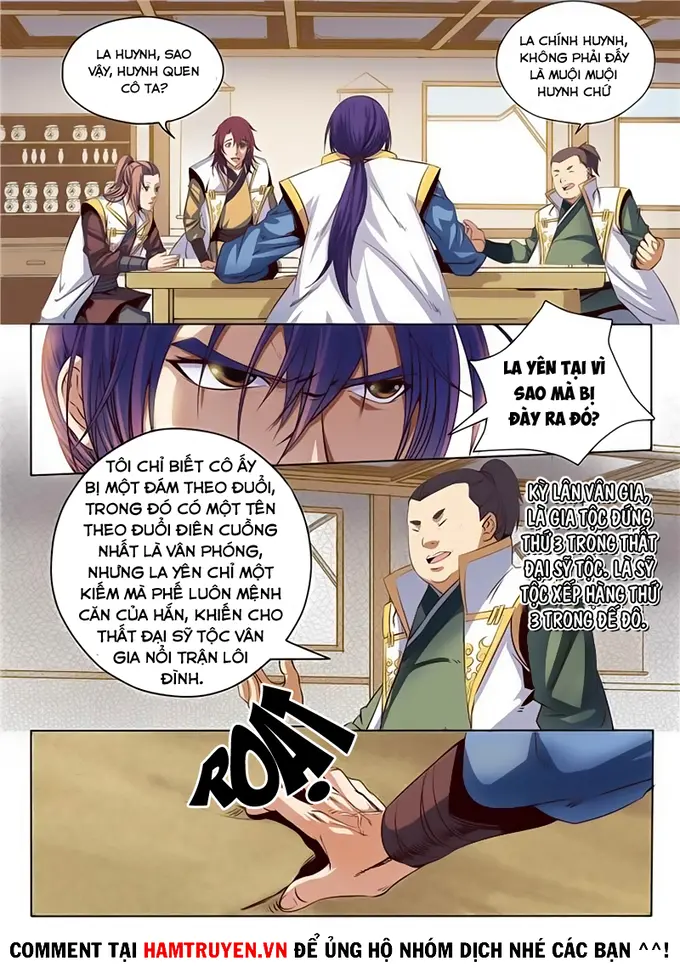 LA HUYNH, SAO
VẬY, HUYNH QUEN
CÔ TA?
LA CHÍNH HUYNH,
KHÔNG PHẢI ĐẤY
LÀ MUỘI MUỘI
HUYNH CHỨ
LA YÊN TẠI VÌ
SAO MÀ BỊ
ĐÀY RA ĐÓ?
TÔI CHỈ BIẾT CÔ ẤY
BỊ MỘT ĐÁM THEO ĐUỔI,
TRONG ĐÓ CÓ MỘT TÊN
THEO ĐUỔI ĐIÊN CUỒNG
NHẤT LÀ VÂN PHÓNG,
NHƯNG LA YÊN CHỈ MỘT
KIẾM MÀ PHẾ LUÔN MỆNH
CĂN CỦA HẮN, KHIẾN CHO
THẤT ĐẠI SỸ TỘC VÂN
GIA NỔI TRẬN LÔI
ĐÌNH.
KỲ LÂN VÂN GIA,
LÀ GIA TỘC ĐỨNG
THỨ 3 TRONG THẤT
ĐẠI SỸ TỘC. LÀ SỸ
TỘC XẾP HÀNG THỨ
3 TRONG ĐẾ ĐÔ.
ROẠT
COMMENT TẠI HAMTRUYEN.VN ĐỂ ỦNG HỘ NHÓM DỊCH NHÉ CÁC BẠN ^^!